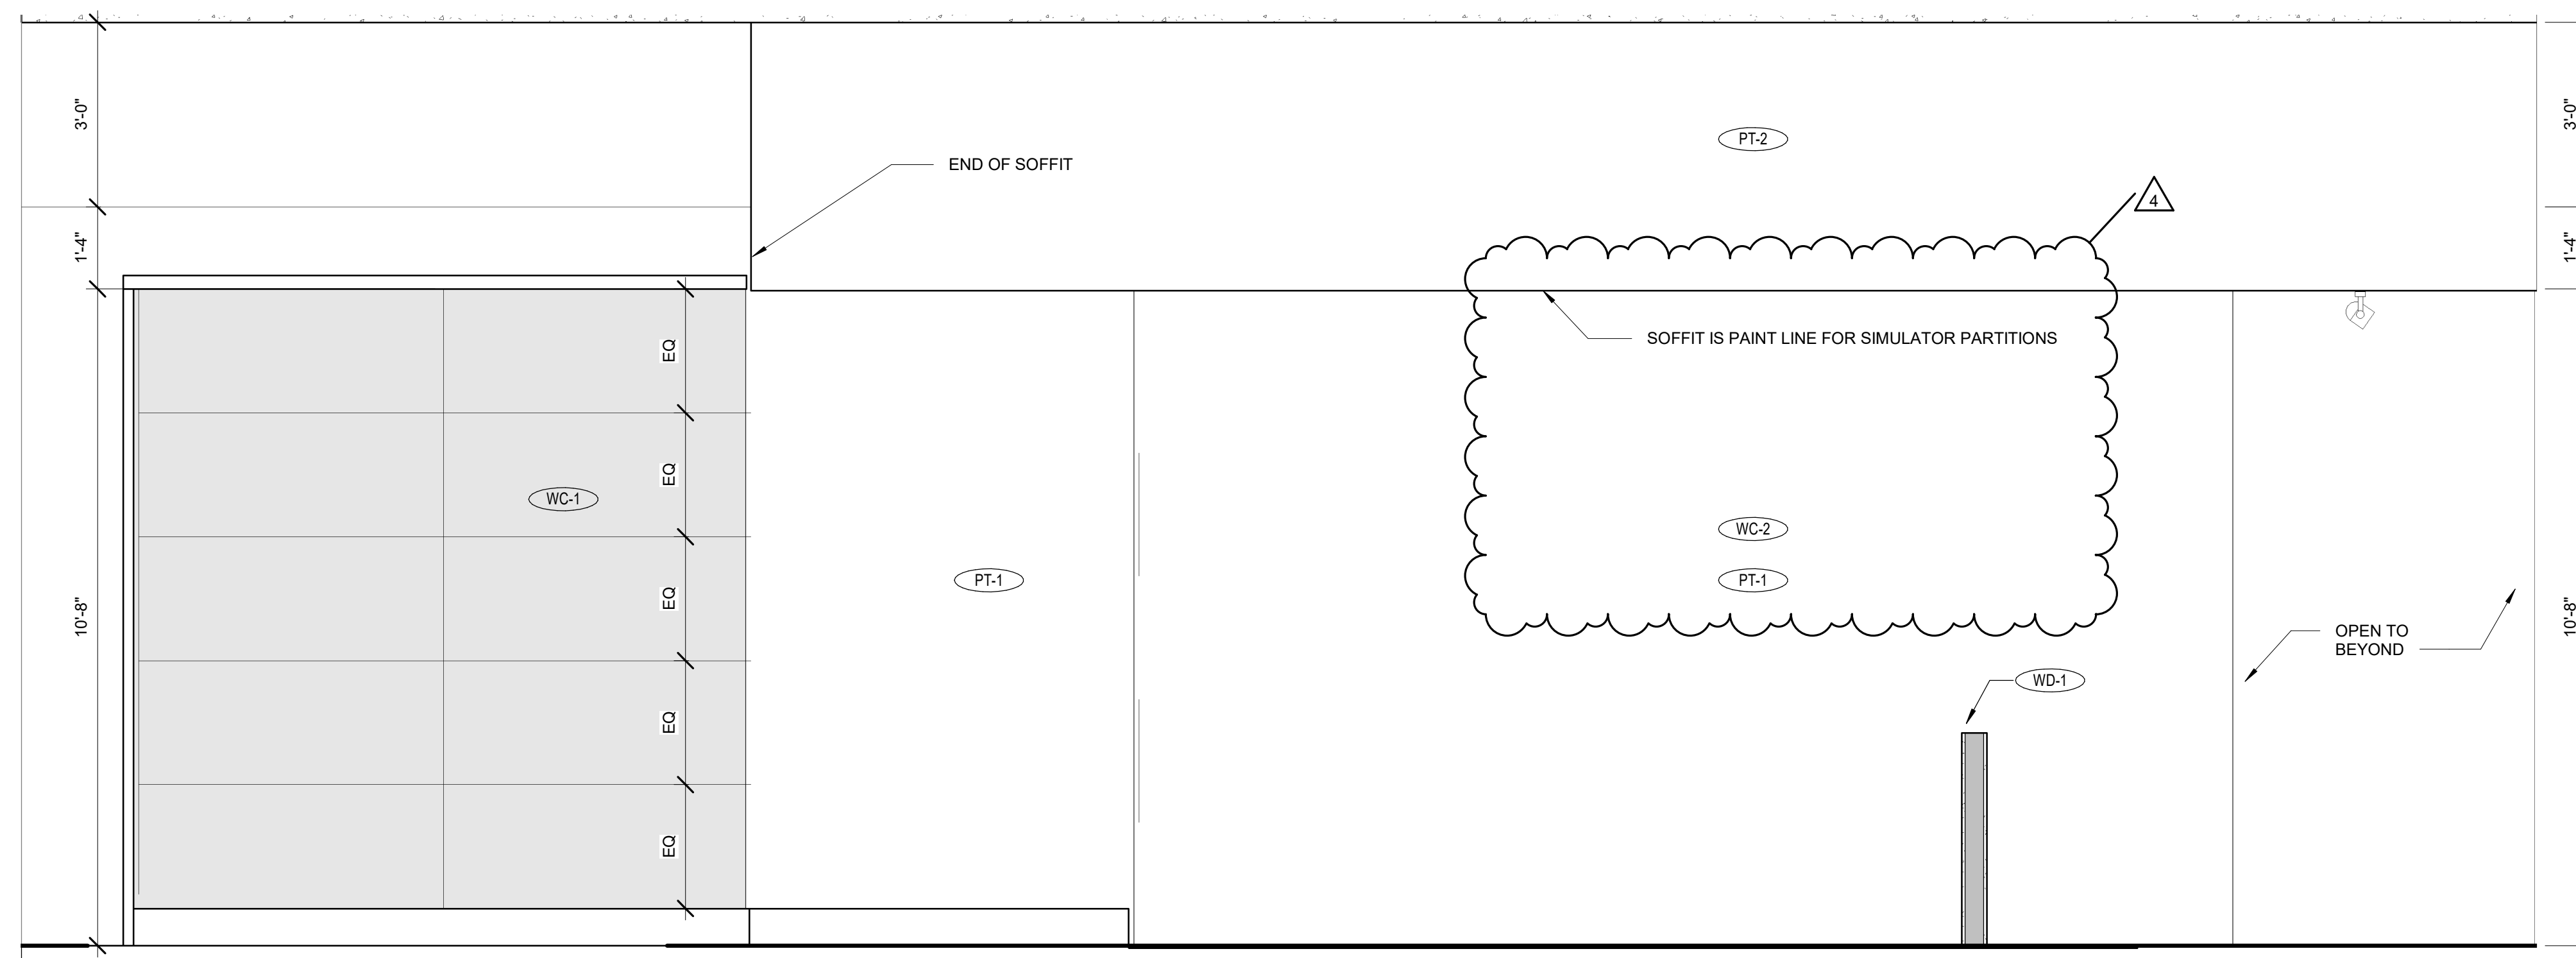 3'-0"
3'-0"
PT-2
END OF SOFFIT
4
1'-4"
1'-4"
SOFFIT IS PAINT LINE FOR SIMULATOR PARTITIONS
EQ
EQ
WC-1
WC-2
PT-1
PT-1
EQ
10'-8"
10'-8"
OPEN TO
BEYOND
WD-1
EQ
EQ